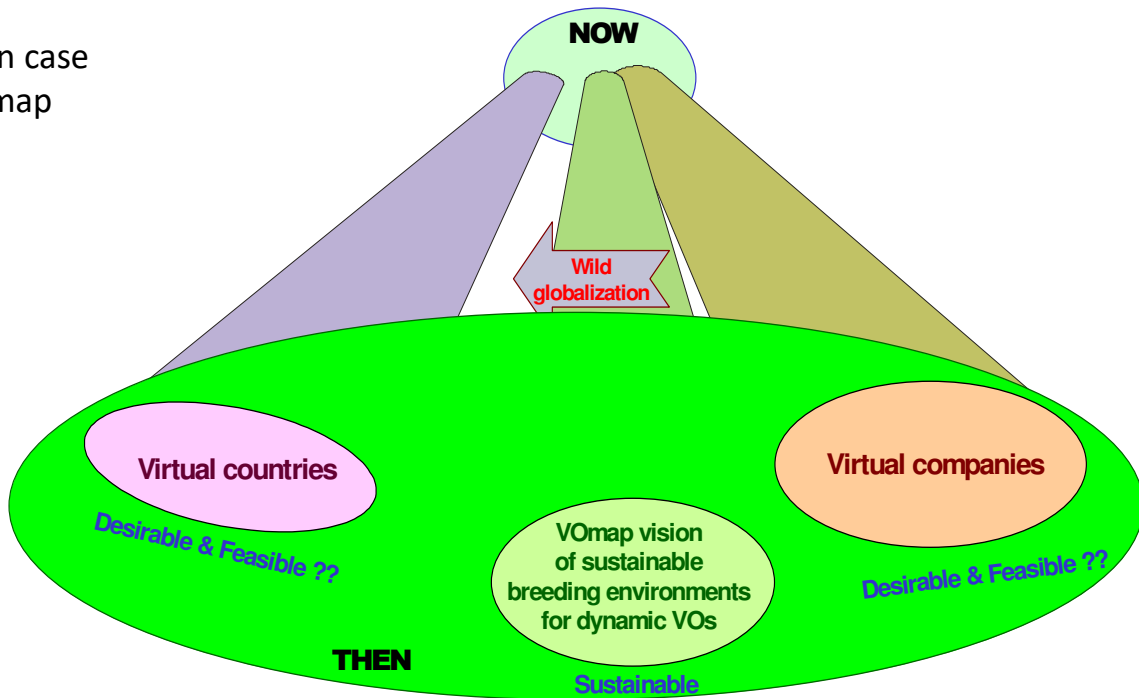 n case
map
NOW
Wild
globalization
Virtual countries
Virtual companies
Desirable & Feasible ??
VOmap vision
of sustainable
breeding environments
for dynamic VOs
Desirable & Feasible ??
THEN
Sustainable